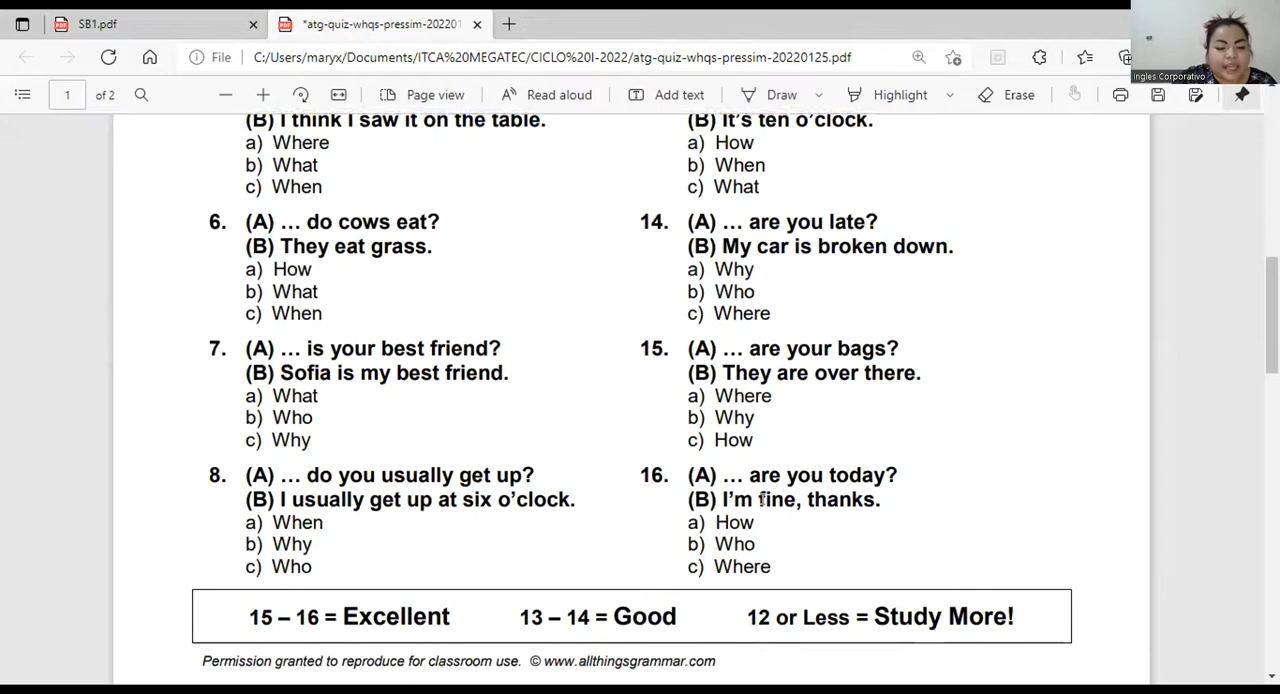 SB1.pdf
*atg-quiz-whqs-pressim-202201
File
C:/Users/maryx/Documents/ITCA%20MEGATEC/CICLO%20I-2022/atg-quiz-whqs-pressim-20220125.pdf
Ingles Corporativo
1
of 2
Page view
Read aloud
Add text
Draw
Highlight
Erase
(B) I think I saw it on the table.
a) Where
b) What
c) When
6. (A) … do cows eat?
(B) They eat grass.
a) How
b) What
c) When
7. (A) … is your best friend?
(B) Sofia is my best friend.
a) What
b) Who
c) Why
8. (A) … do you usually get up?
(B) I usually get up at six o’clock.
a) When
b) Why
c) Who
(B) It’s ten o’clock.
a) How
b) When
c) What
14. (A) … are you late?
(B) My car is broken down.
a) Why
b) Who
c) Where
15. (A) … are your bags?
(B) They are over there.
a) Where
b) Why
c) How
16. (A) … are you today?
(B) I’m fine, thanks.
a) How
b) Who
c) Where
15 – 16 = Excellent 13 – 14 = Good 12 or Less = Study More!
Permission granted to reproduce for classroom use. © www.allthingsgrammar.com